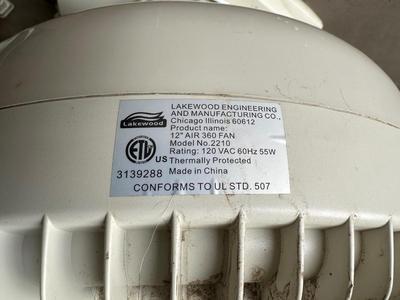 LAKEWOOD ENGINEERING
AND MANUFACTURING CO.,
Chicago Illinois 60612
Product name:
12" AIR 360 FAN
Model No.2210
Rating: 120 VAC 60Hz 55W
Thermally Protected
Made in China
Lakewood
ETL
US
3139288
CONFORMS TO UL STD. 507